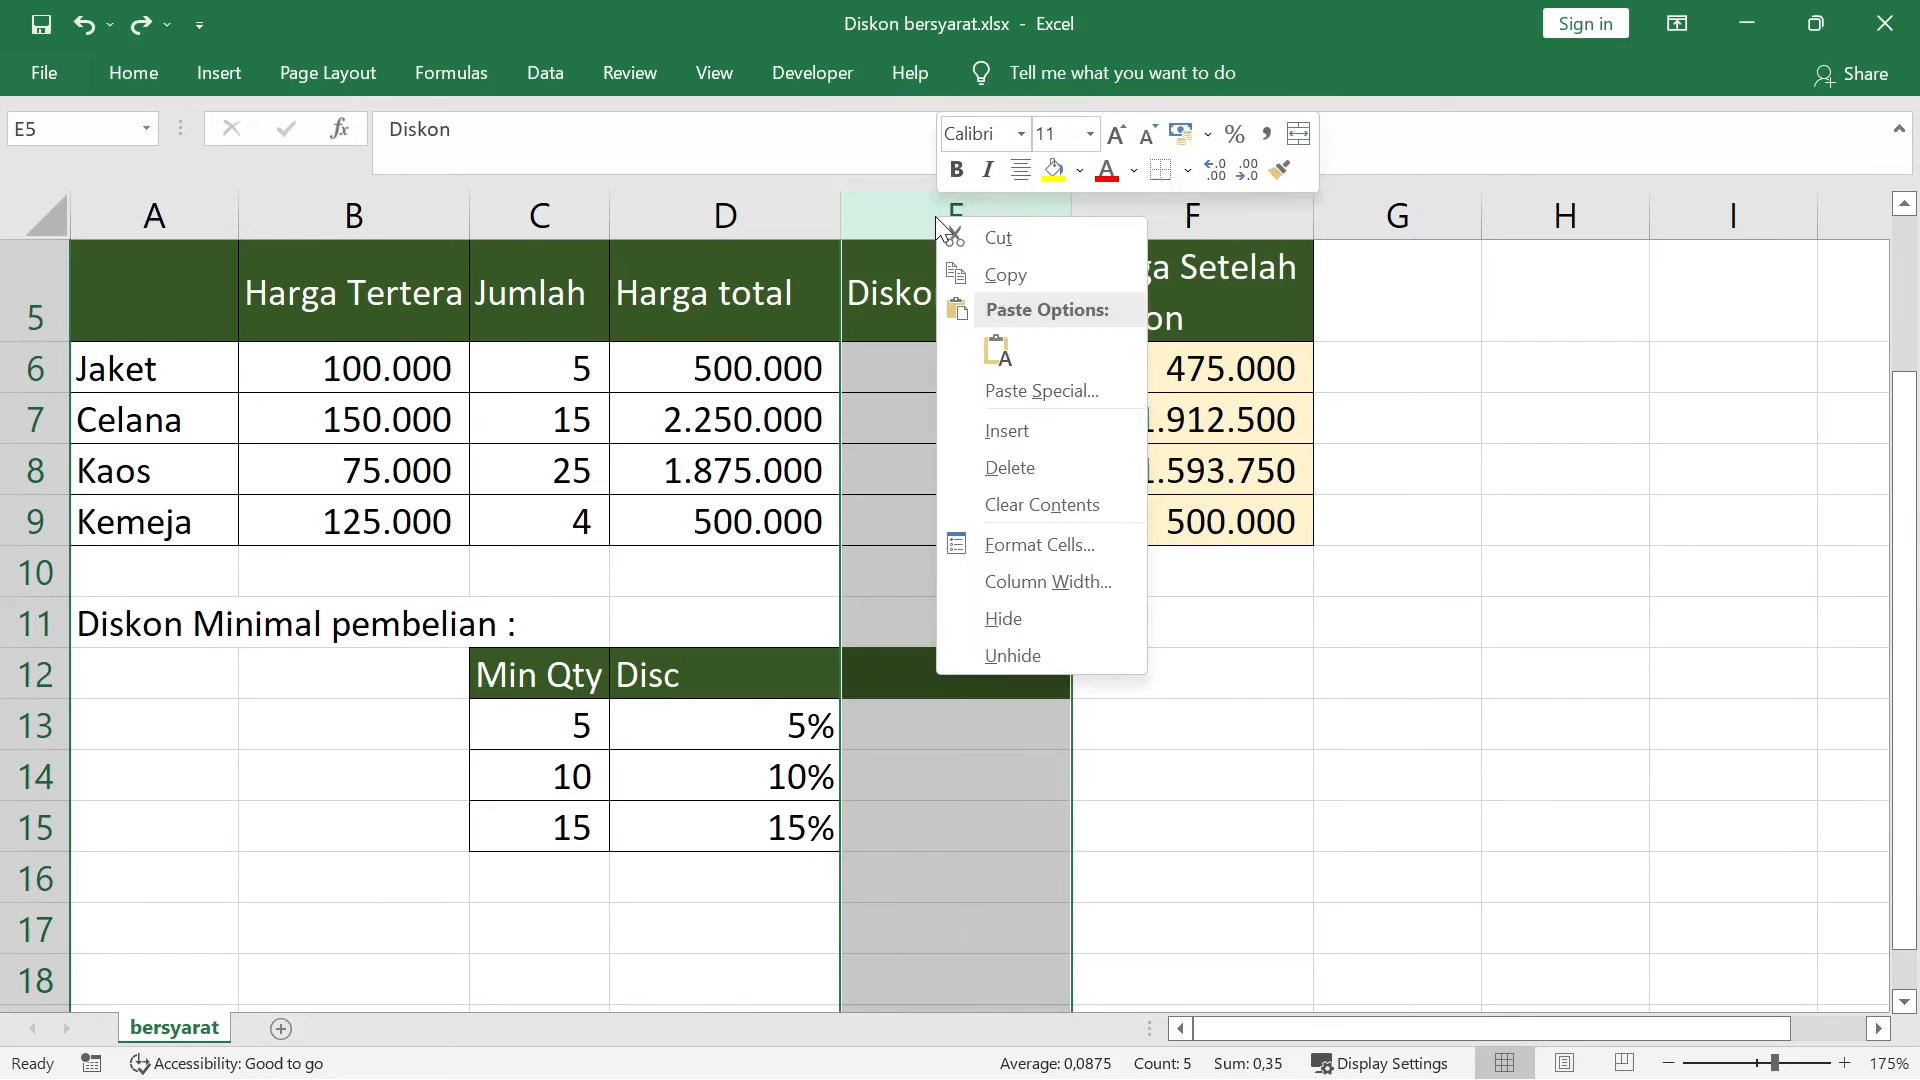 Diskon bersyarat.xlsx - Excel
Sign in
File Home Insert Page Layout Formulas Data Review View Developer Help Tell me what you want to do Share
E5 fx Diskon
Calibri 11 A A %
B I A
A B C D E F G H I
5 Harga Tertera Jumlah Harga total
6 Jaket 100.000 5 500.000 475.000
7 Celana 150.000 15 2.250.000 1.912.500
8 Kaos 75.000 25 1.875.000 1.593.750
9 Kemeja 125.000 4 500.000 500.000
10
11 Diskon Minimal pembelian :
12 Min Qty Disc
13 5 5%
14 10 10%
15 15 15%
16
17
18
Setelah
Cut
Copy
Paste Options:
Paste Special...
Insert
Delete
Clear Contents
Format Cells...
Column Width...
Hide
Unhide
bersyarat
Ready Accessibility: Good to go Average: 0,0875 Count: 5 Sum: 0,35 Display Settings 175%